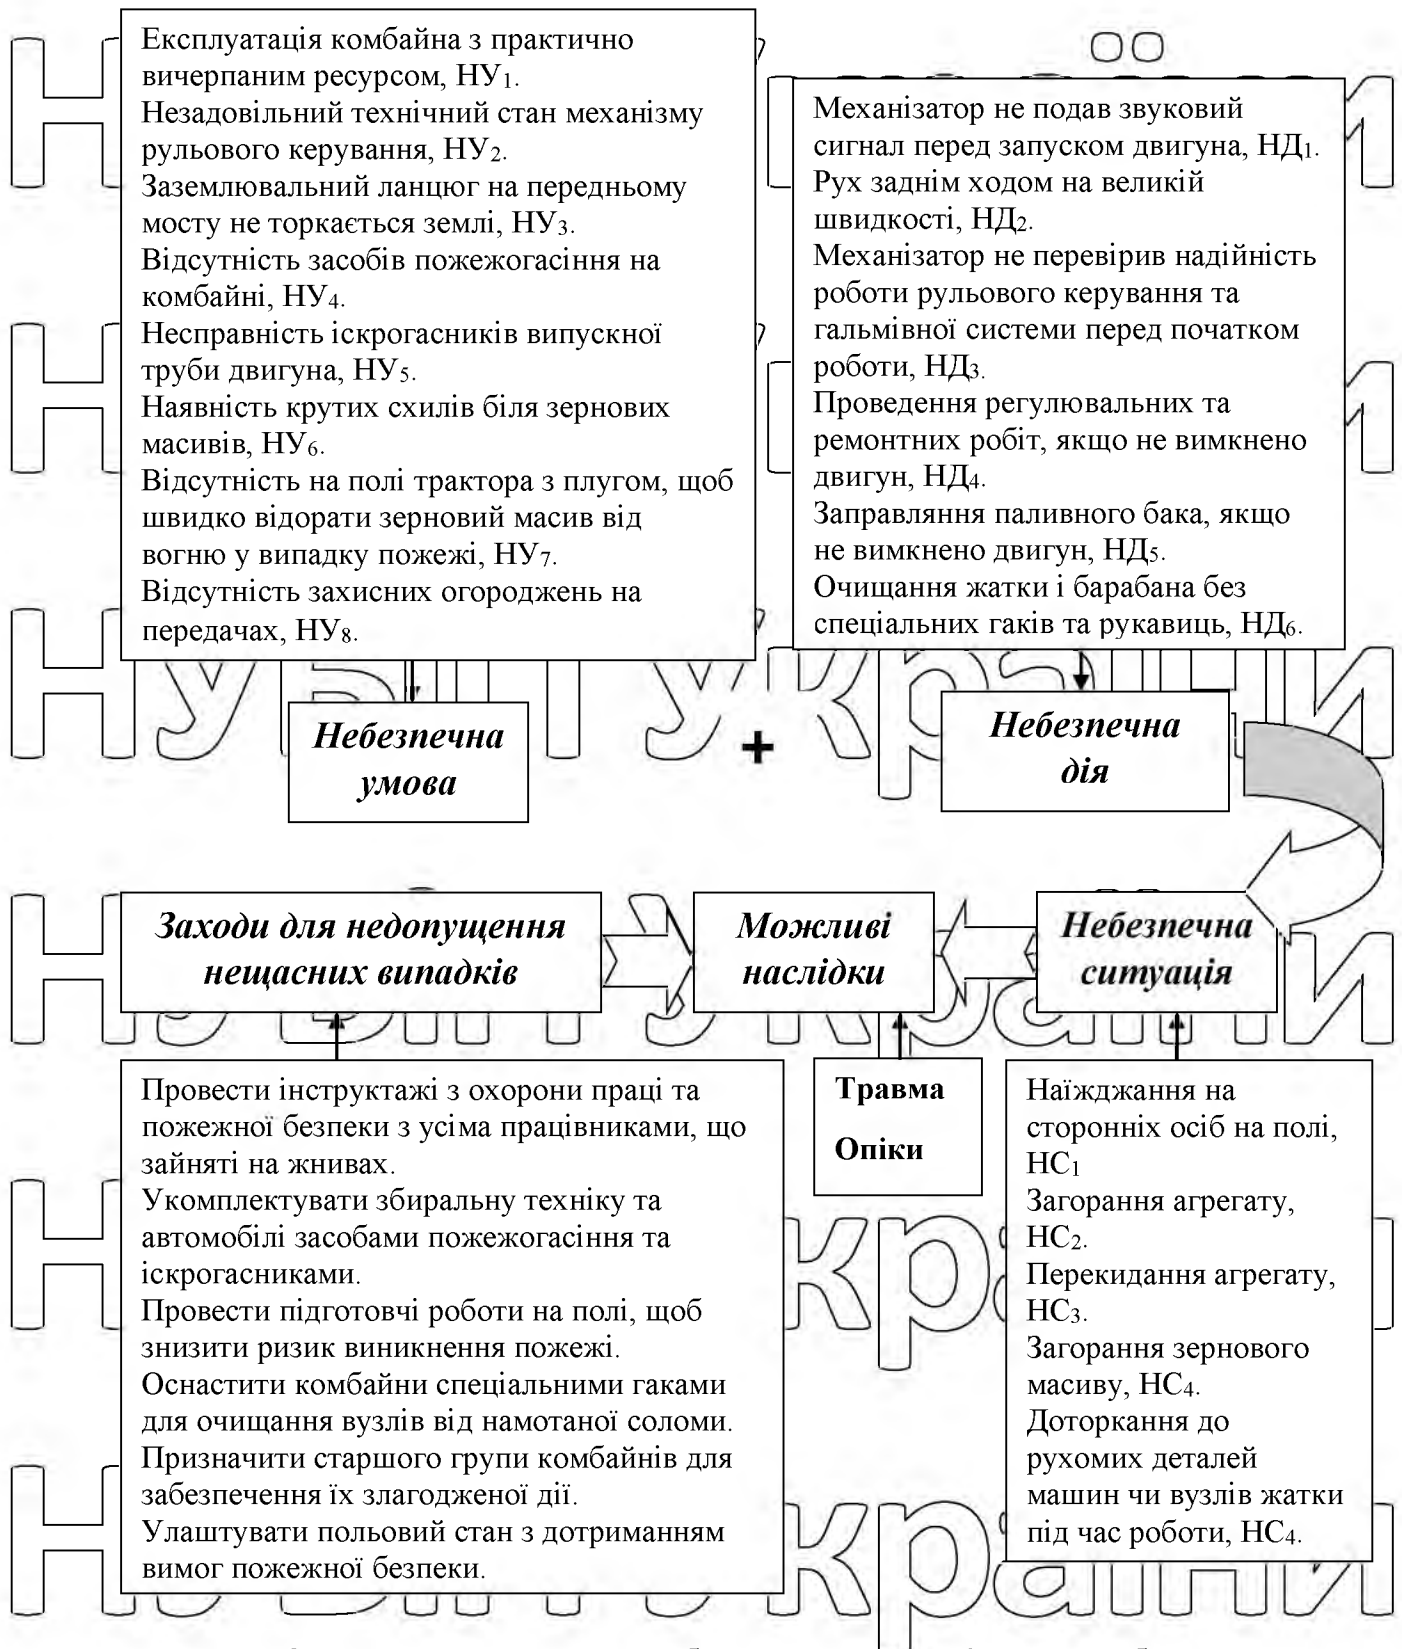 Експлуатація комбайна з практично
вичерпаним ресурсом, НУ1.
Незадовільний технічний стан механізму
рульового керування, НУ2.
Заземлювальний ланцюг на передньому
мосту не торкається землі, НУ3.
Відсутність засобів пожежогасіння на
комбайні, НУ4.
Несправність іскрогасників випускної
труби двигуна, НУ5.
Наявність крутих схилів біля зернових
масивів, НУ6.
Відсутність на полі трактора з плугом, щоб
швидко відорати зерновий масив від
вогню у випадку пожежі, НУ7.
Відсутність захисних огороджень на
передачах, НУ8.
Механізатор не подав звуковий
сигнал перед запуском двигуна, НД1.
Рух заднім ходом на великій
швидкості, НД2.
Механізатор не перевірив надійність
роботи рульового керування та
гальмівної системи перед початком
роботи, НД3.
Проведення регулювальних та
ремонтних робіт, якщо не вимкнено
двигун, НД4.
Заправляння паливного бака, якщо
не вимкнено двигун, НД5.
Очищання жатки і барабана без
спеціальних гаків та рукавиць, НД6.
Небезпечна
умова
+
Небезпечна
дія
Заходи для недопущення
нещасних випадків
Можливі
наслідки
Небезпечна
ситуація
Провести інструктажі з охорони праці та
пожежної безпеки з усіма працівниками, що
зайняті на жнивах.
Укомплектувати збиральну техніку та
автомобілі засобами пожежогасіння та
іскрогасниками.
Провести підготовчі роботи на полі, щоб
знизити ризик виникнення пожежі.
Оснастити комбайни спеціальними гаками
для очищання вузлів від намотаної соломи.
Призначити старшого групи комбайнів для
забезпечення їх злагодженої дії.
Улаштувати польовий стан з дотриманням
вимог пожежної безпеки.
Травма
Опіки
Наїжджання на
сторонніх осіб на полі,
НС1
Загорання агрегату,
НС2.
Перекидання агрегату,
НС3.
Загорання зернового
масиву, НС4.
Доторкання до
рухомих деталей
машин чи вузлів жатки
під час роботи, НС4.